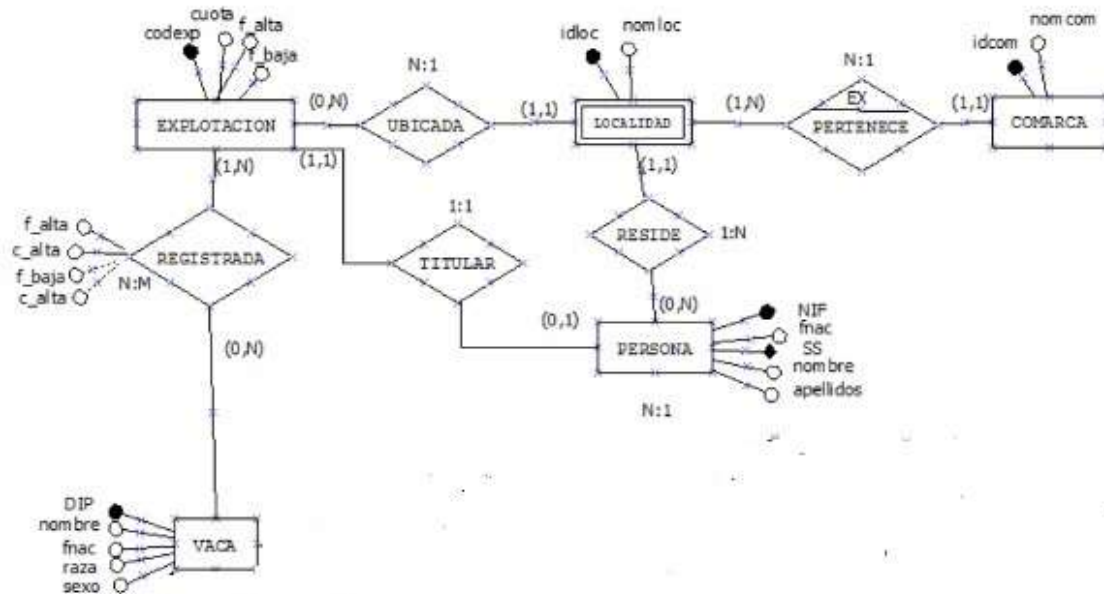 cuota
codexp
f_alta
f_baja
idloc
nomloc
nomcom
idcom
N:1
N:1
(0,N)
(1,1)
(1,N)
EX
(1,1)
EXPLOTACION
UBICADA
LOCALIDAD
PERTENECE
COMARCA
(1,N)
(1,1)
(1,1)
f_alta
c_alta
f_baja
c_alta
N:M
REGISTRADA
1:1
TITULAR
RESIDE
1:N
(0,N)
(0,1)
(0,N)
PERSONA
NIF
fnac
SS
nombre
apellidos
N:1
DIP
nombre
fnac
raza
sexo
VACA